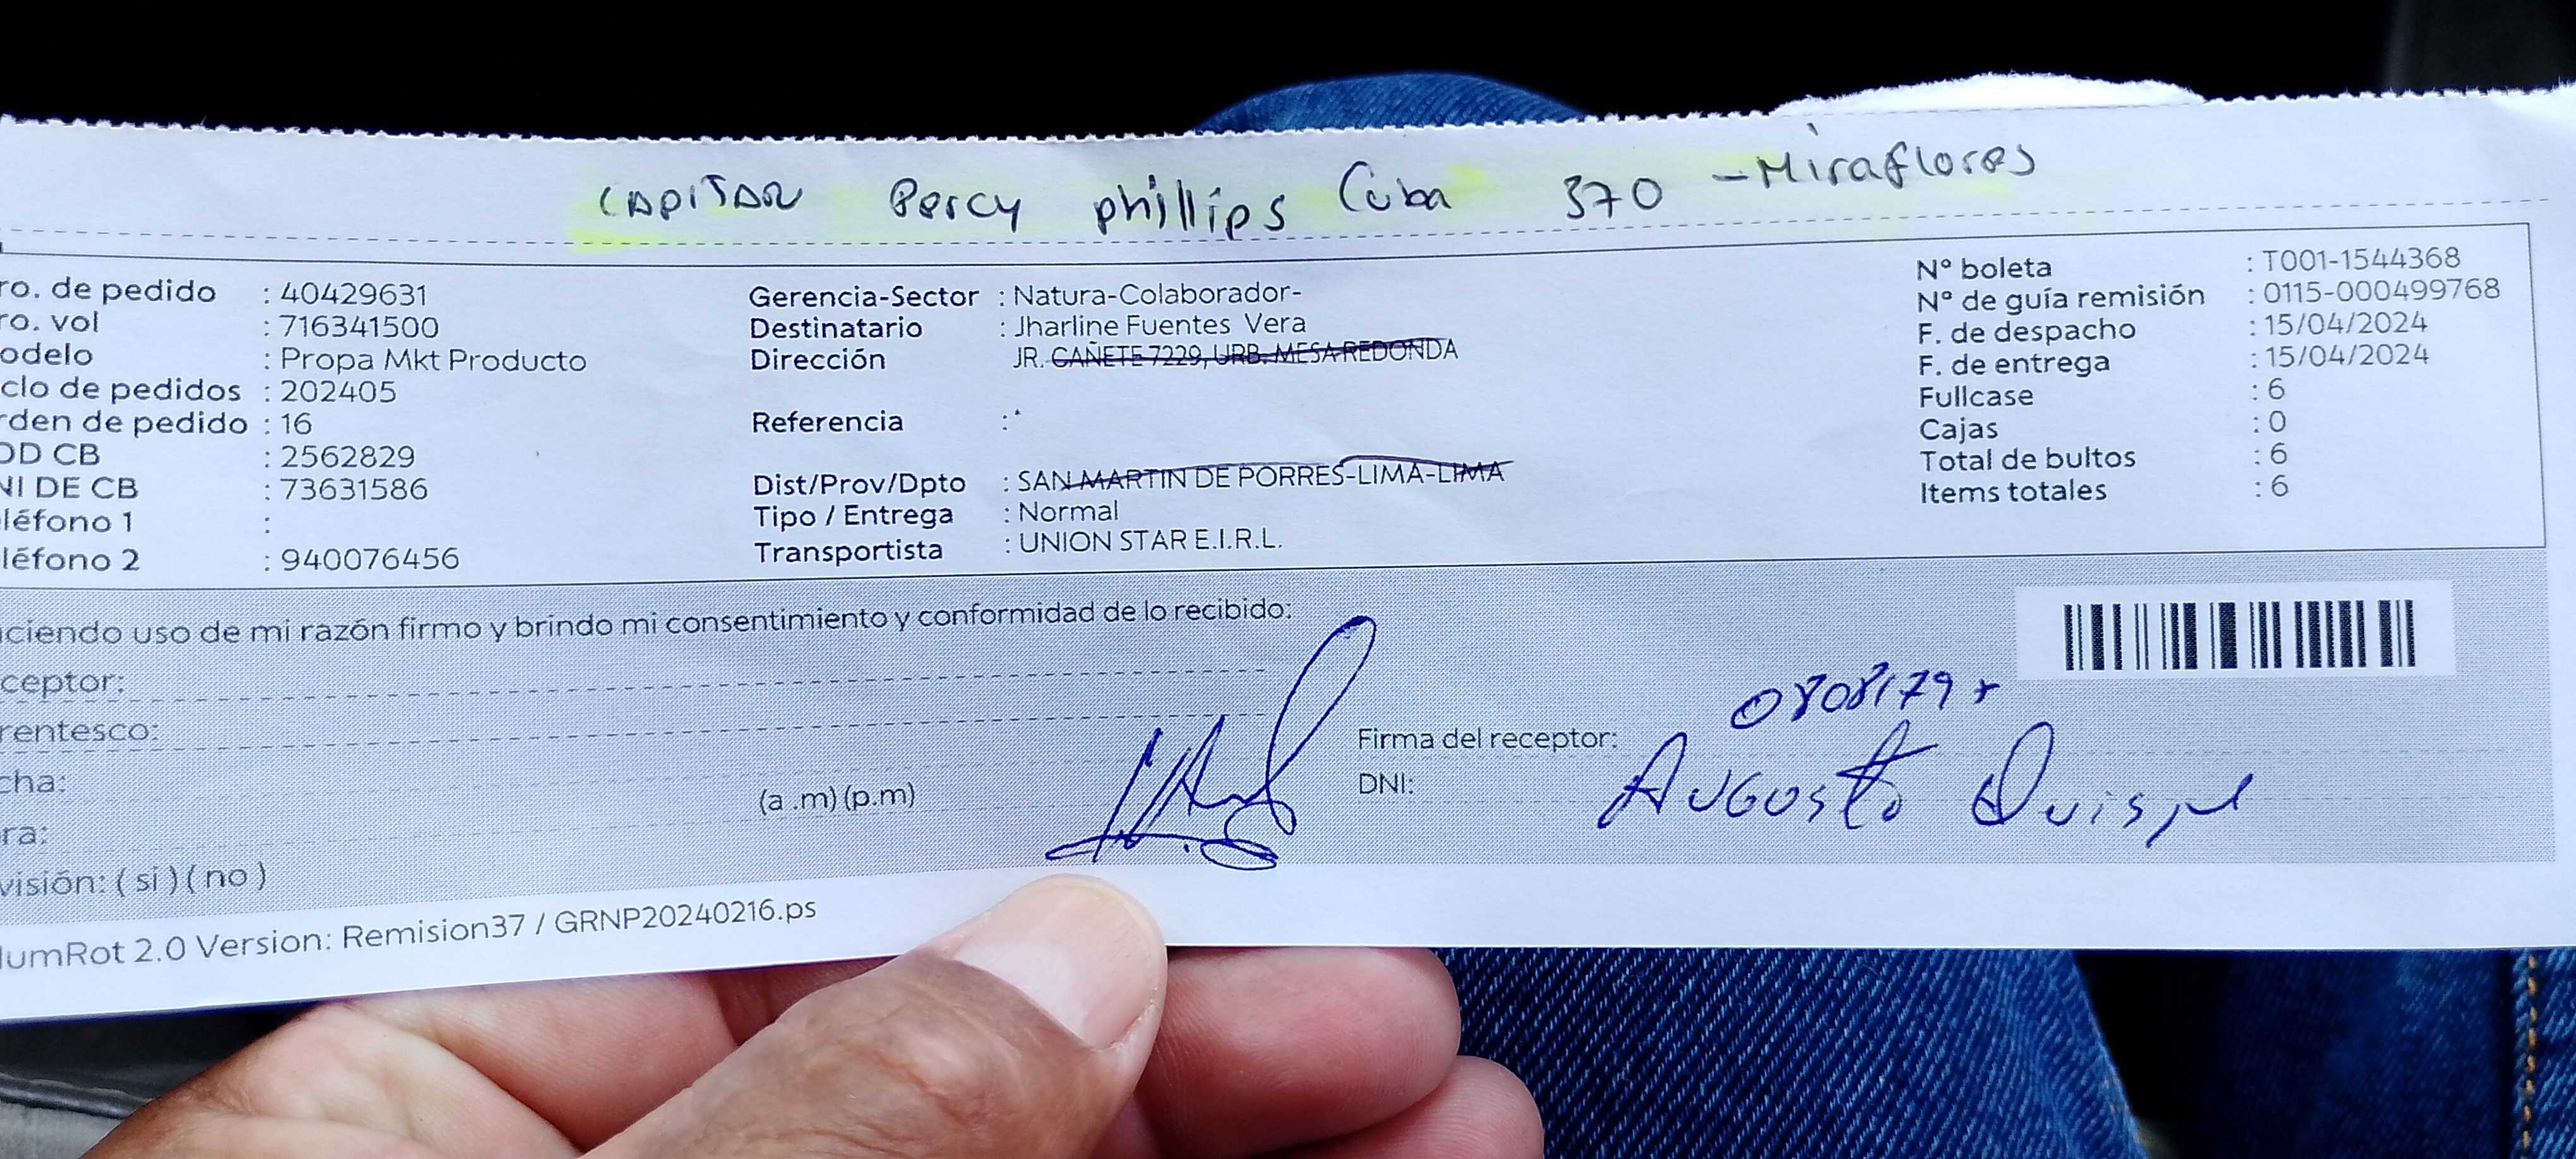 CAPITAN Percy phillips Cuba 370 - Miraflores
ro. de pedido : 40429631
ro. vol : 716341500
odelo : Propa Mkt Producto
clo de pedidos : 202405
rden de pedido : 16
OD CB : 2562829
NI DE CB : 73631586
léfono 1 :
léfono 2 : 940076456
Gerencia-Sector : Natura-Colaborador-
Destinatario : Jharline Fuentes Vera
Dirección JR. CAÑETE 7229, URB. MESA REDONDA
Referencia :
Dist/Prov/Dpto : SAN MARTIN DE PORRES-LIMA-LIMA
Tipo / Entrega : Normal
Transportista : UNION STAR E.I.R.L.
N° boleta : T001-1544368
N° de guía remisión : 0115-000499768
F. de despacho : 15/04/2024
F. de entrega : 15/04/2024
Fullcase : 6
Cajas : 0
Total de bultos : 6
Items totales : 6
ciendo uso de mi razón firmo y brindo mi consentimiento y conformidad de lo recibido:
ceptor:
rentesco:
cha:
ra: (a .m) (p.m)
visión: ( si ) ( no )
Firma del receptor:
DNI:
Augusto Quispe
lumRot 2.0 Version: Remision37 / GRNP20240216.ps